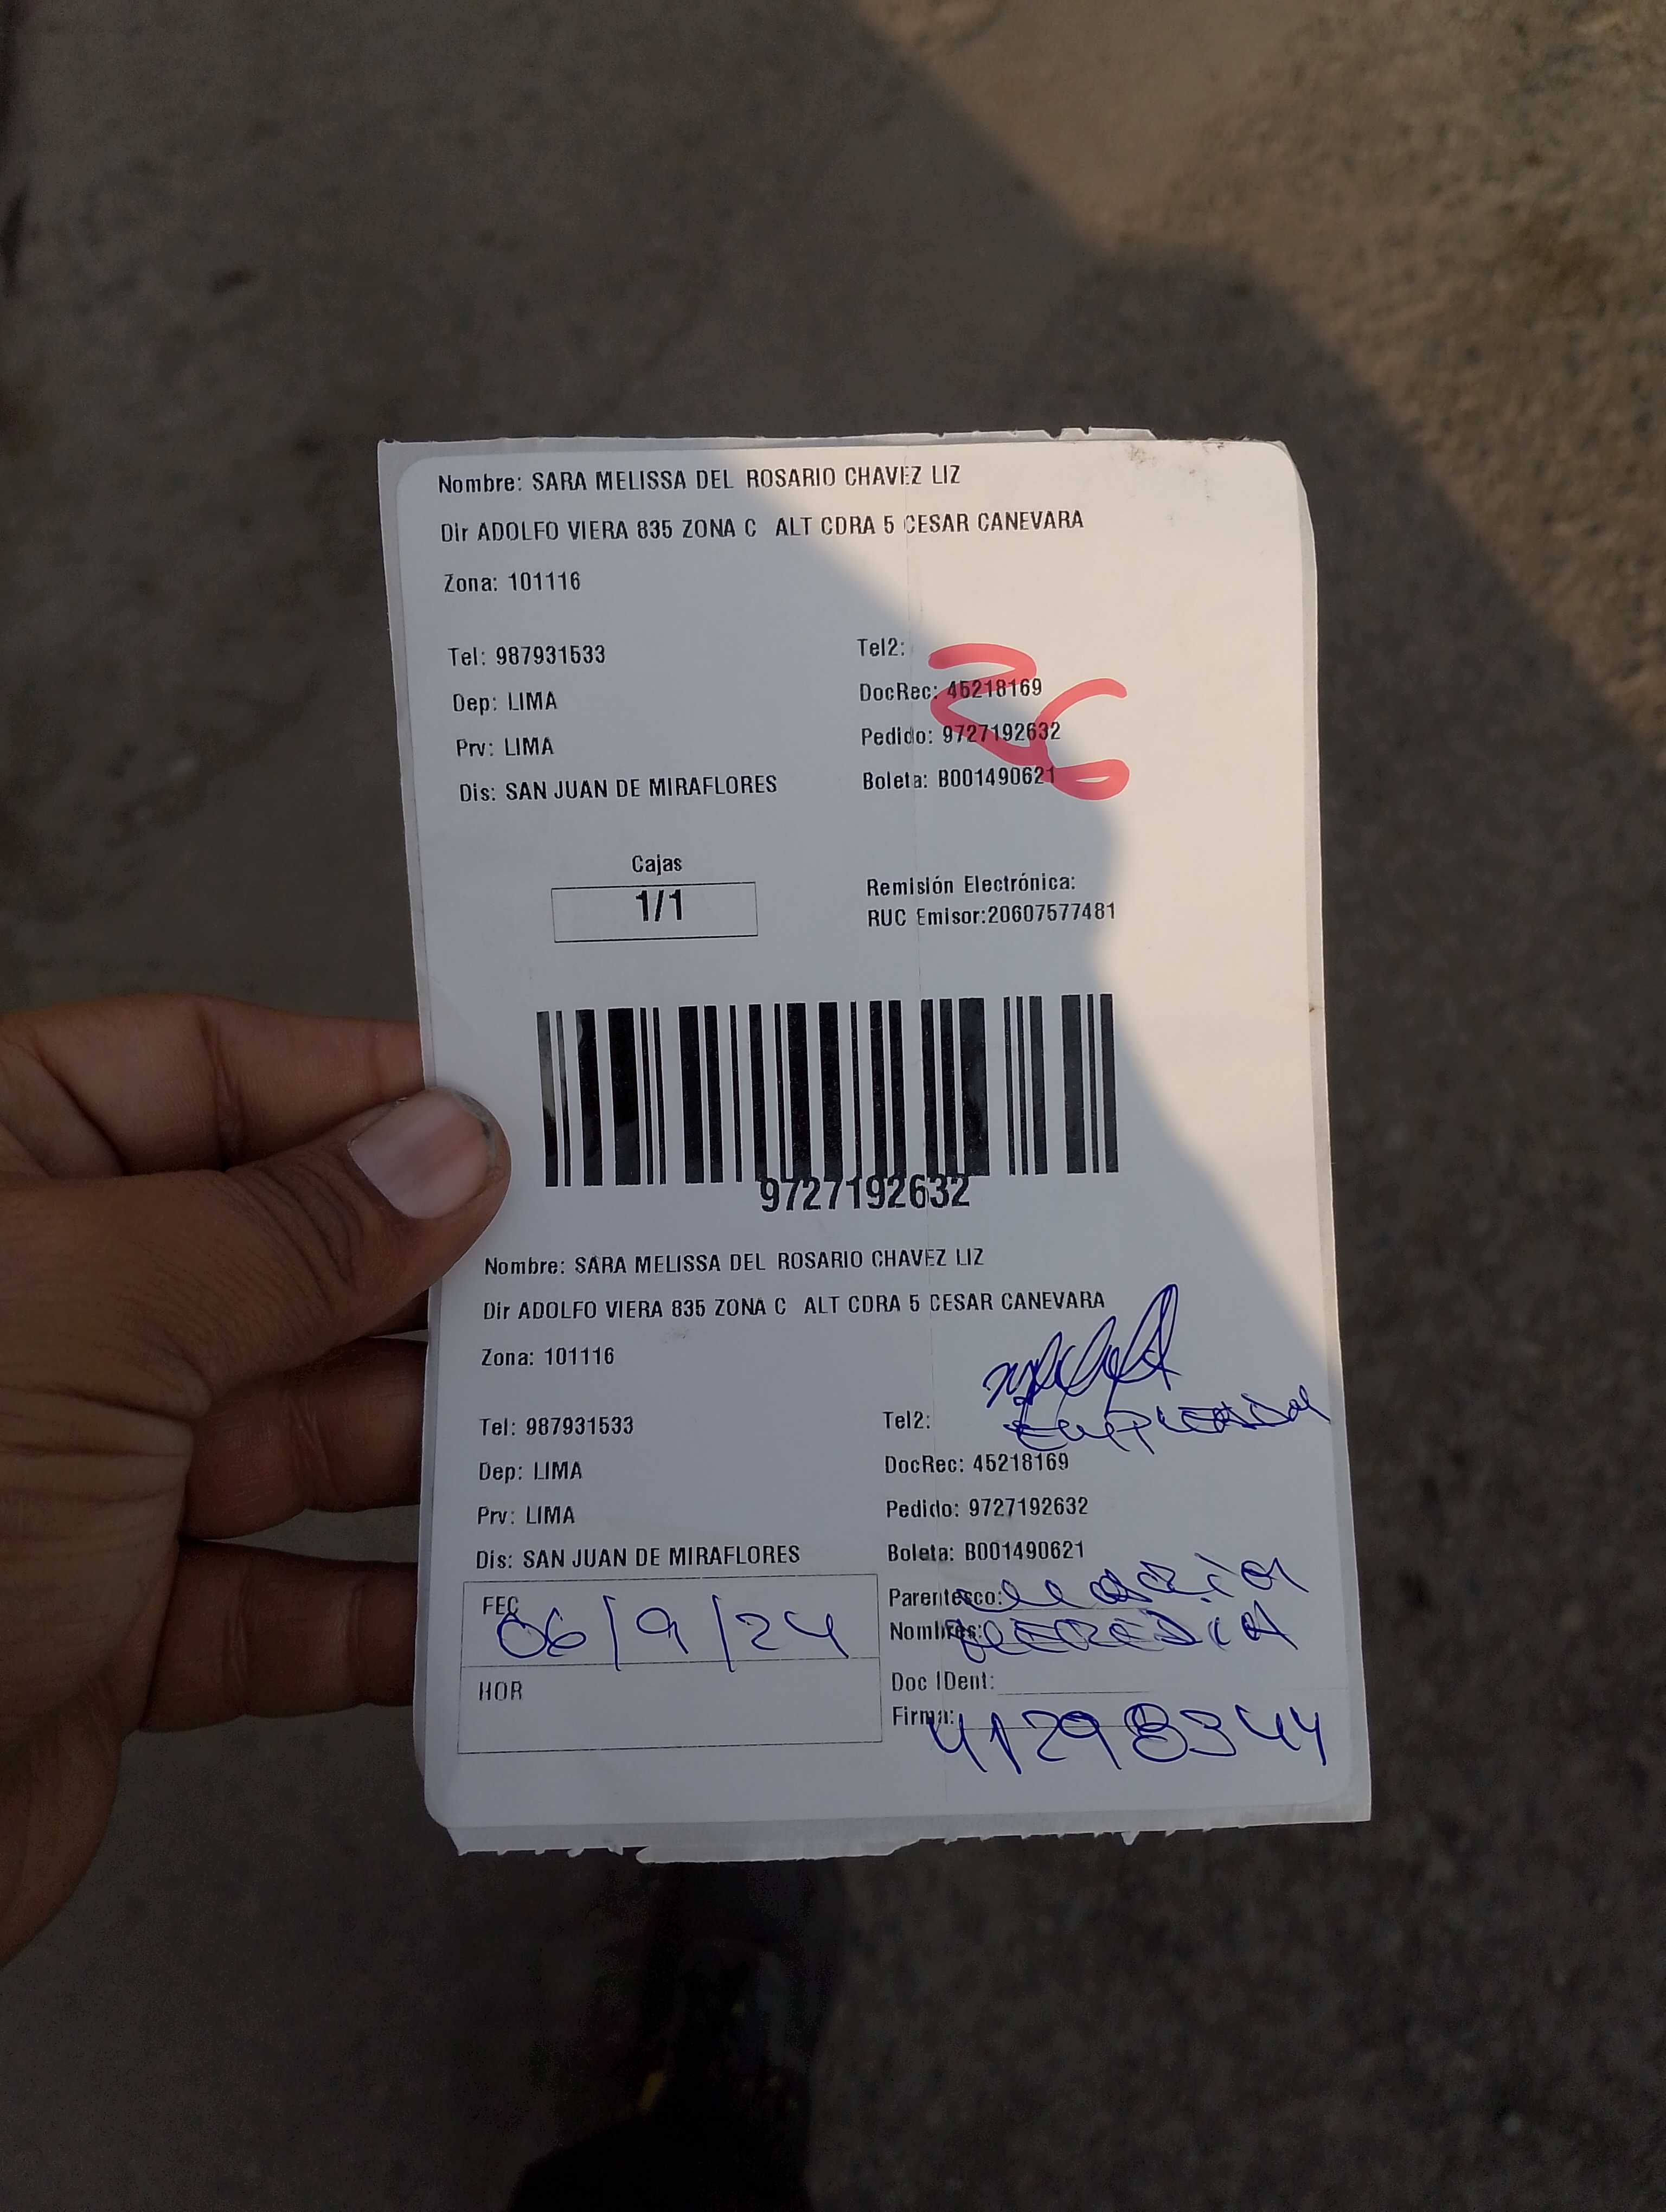 Nombre: SARA MELISSA DEL ROSARIO CHAVEZ LIZ
Dir ADOLFO VIERA 835 ZONA C ALT CDRA 5 CESAR CANEVARA
Zona: 101116
Tel: 987931533
Tel2:
Dep: LIMA
DocRec: 45218169
Prv: LIMA
Pedido: 9727192632
Dis: SAN JUAN DE MIRAFLORES
Boleta: B001490621
Cajas
1/1
Remisión Electrónica:
RUC Emisor:20607577481
9727192632
Nombre: SARA MELISSA DEL ROSARIO CHAVEZ LIZ
Dir ADOLFO VIERA 835 ZONA C ALT CDRA 5 CESAR CANEVARA
Zona: 101116
Tel: 987931533
Tel2:
Dep: LIMA
DocRec: 45218169
Prv: LIMA
Pedido: 9727192632
Dis: SAN JUAN DE MIRAFLORES
Boleta: B001490621
FEC
06/9/24
HOR
Parentesco:
Nombres:
Doc IDent:
Firma:
41298344